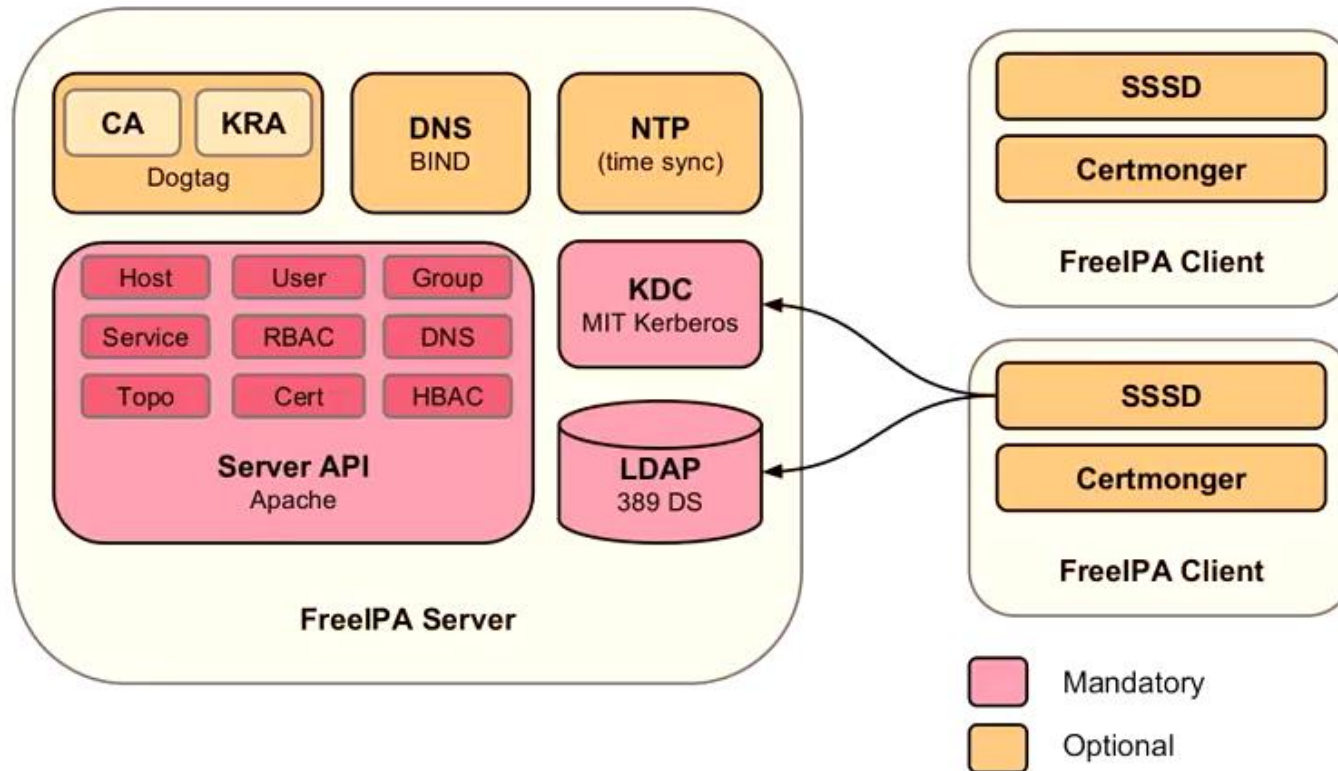 CA
KRA
Dogtag
DNS
BIND
NTP
(time sync)
Host
User
Group
Service
RBAC
DNS
Topo
Cert
HBAC
Server API
Apache
KDC
MIT Kerberos
LDAP
389 DS
FreeIPA Server
SSSD
Certmonger
FreeIPA Client
SSSD
Certmonger
FreeIPA Client
Mandatory
Optional